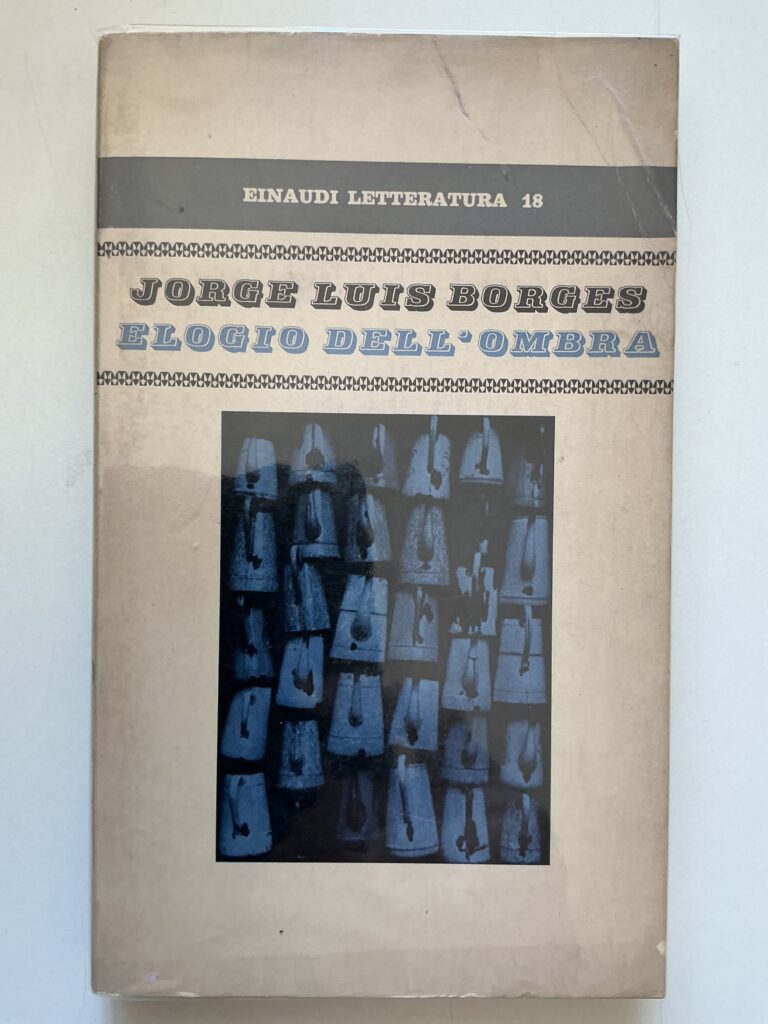 EINAUDI LETTERATURA 18
JORGE LUIS BORGES
ELOGIO DELL'OMBRA